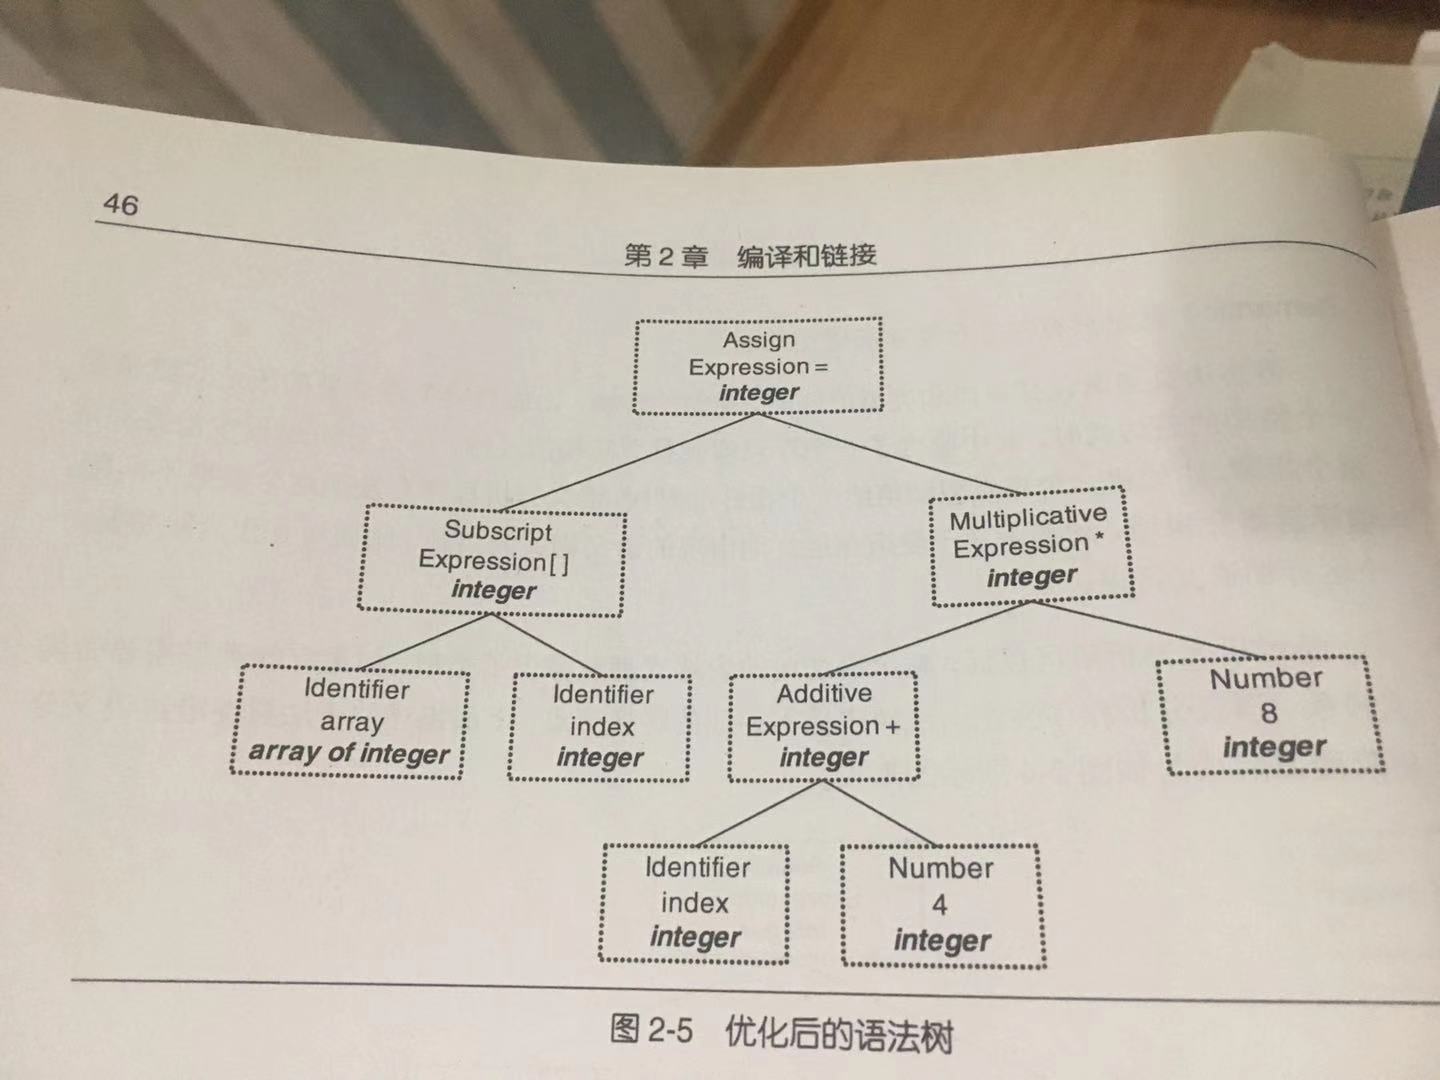 46
第 2 章 编译和链接
Assign
Expression =
integer
Subscript
Expression[ ]
integer
Multiplicative
Expression *
integer
Identifier
array
array of integer
Identifier
index
integer
Additive
Expression +
integer
Number
8
integer
Identifier
index
integer
Number
4
integer
图 2-5 优化后的语法树